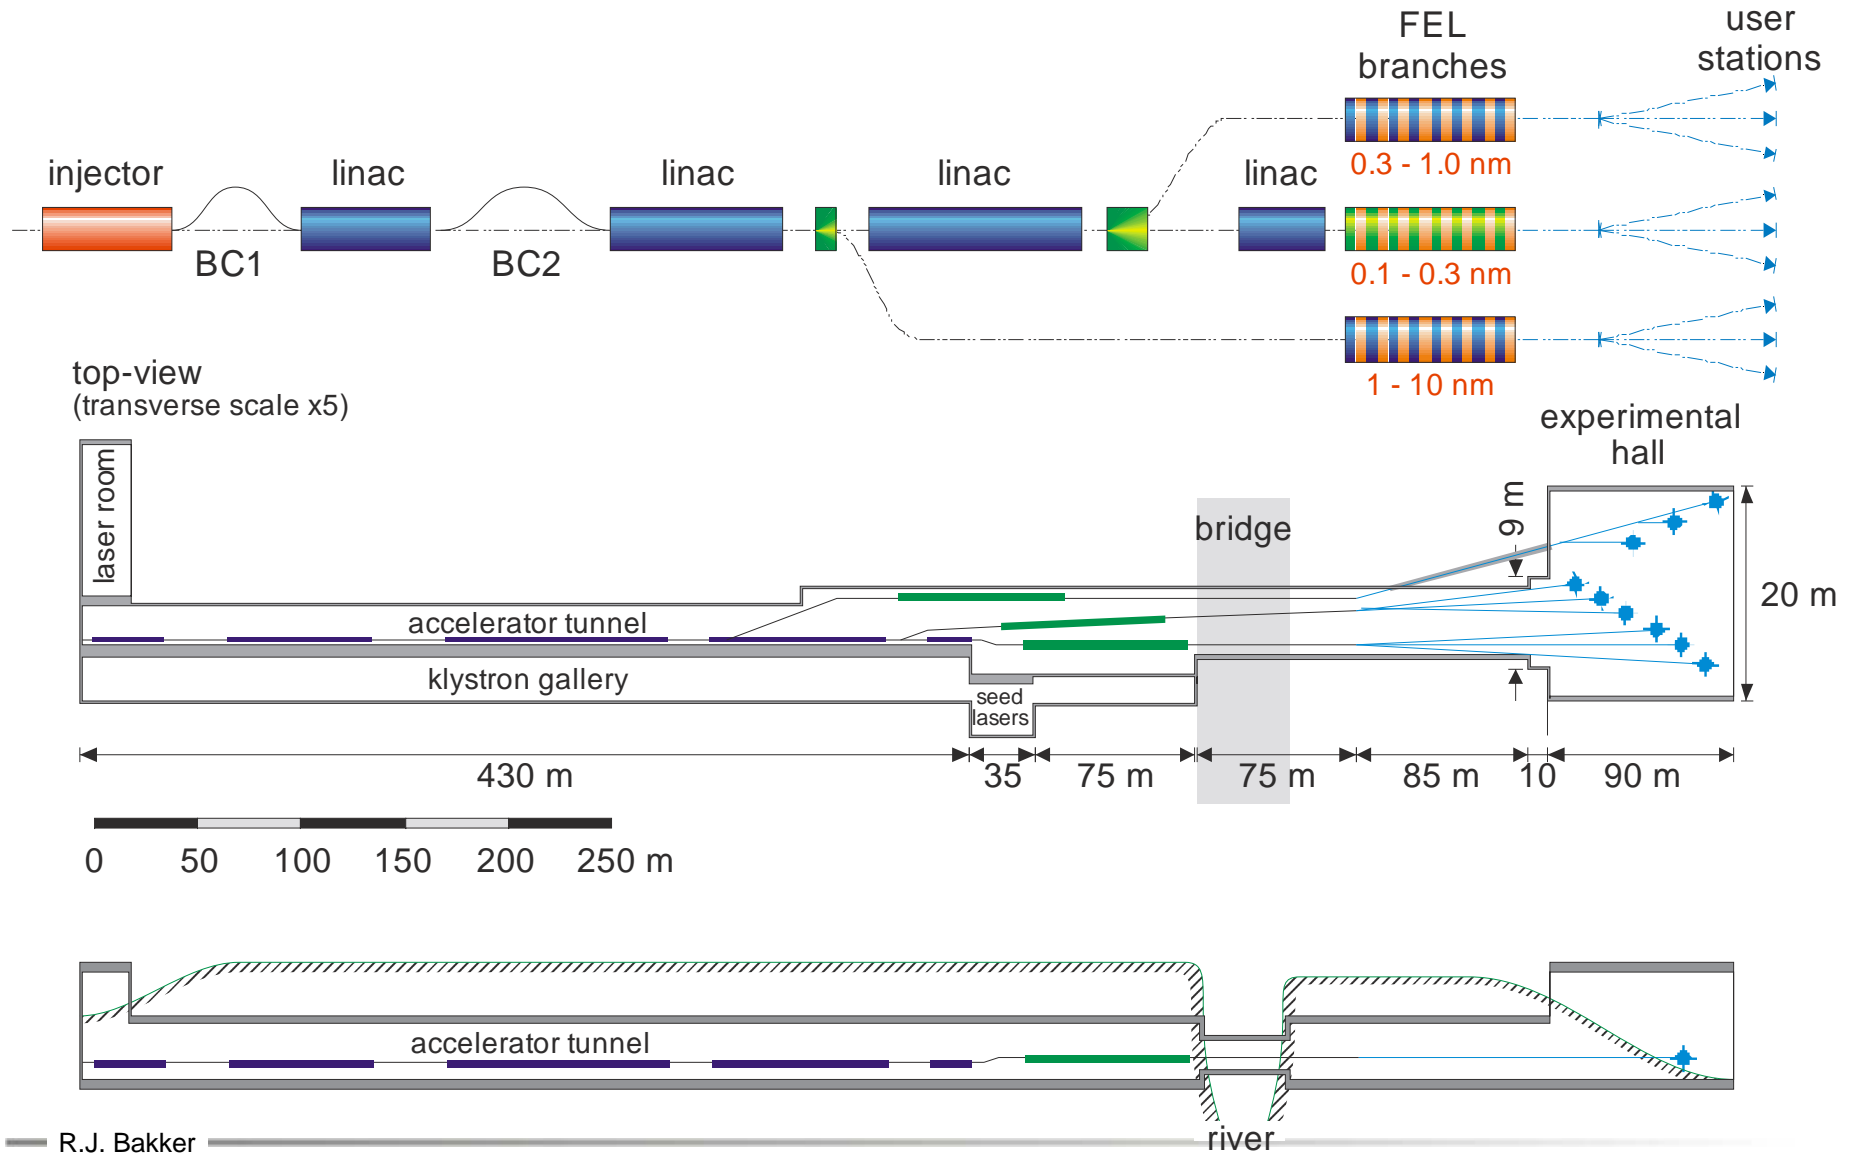 FEL
branches
user
stations
injector
linac
linac
linac
linac
BC1
BC2
0.3 - 1.0 nm
0.1 - 0.3 nm
1 - 10 nm
top-view
(transverse scale x5)
experimental
hall
laser room
bridge
9 m
20 m
accelerator tunnel
klystron gallery
seed
lasers
430 m
35
75 m
75 m
85 m
10
90 m
0
50
100
150
200
250 m
accelerator tunnel
river
R.J. Bakker